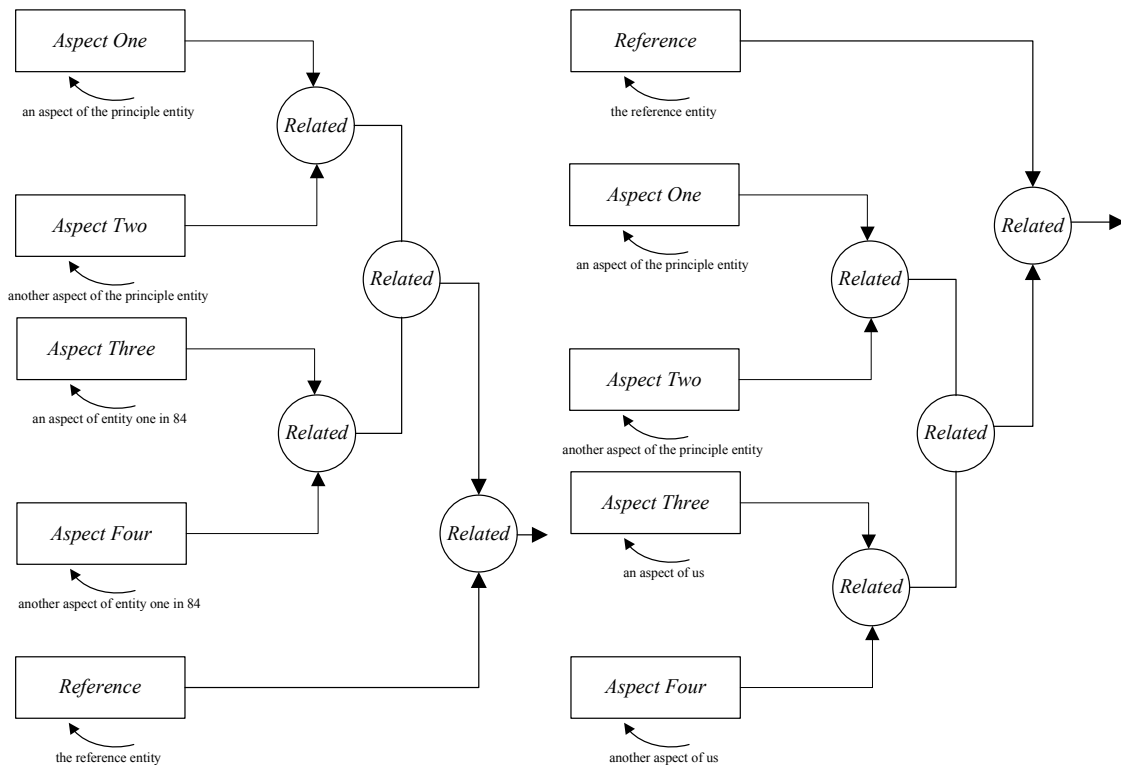 Aspect One
an aspect of the principle entity
Related
Aspect Two
another aspect of the principle entity
Related
Aspect Three
an aspect of entity one in 84
Related
Aspect Four
another aspect of entity one in 84
Related
Reference
the reference entity
Reference
the reference entity
Related
Aspect One
an aspect of the principle entity
Related
Aspect Two
another aspect of the principle entity
Related
Aspect Three
an aspect of us
Related
Aspect Four
another aspect of us